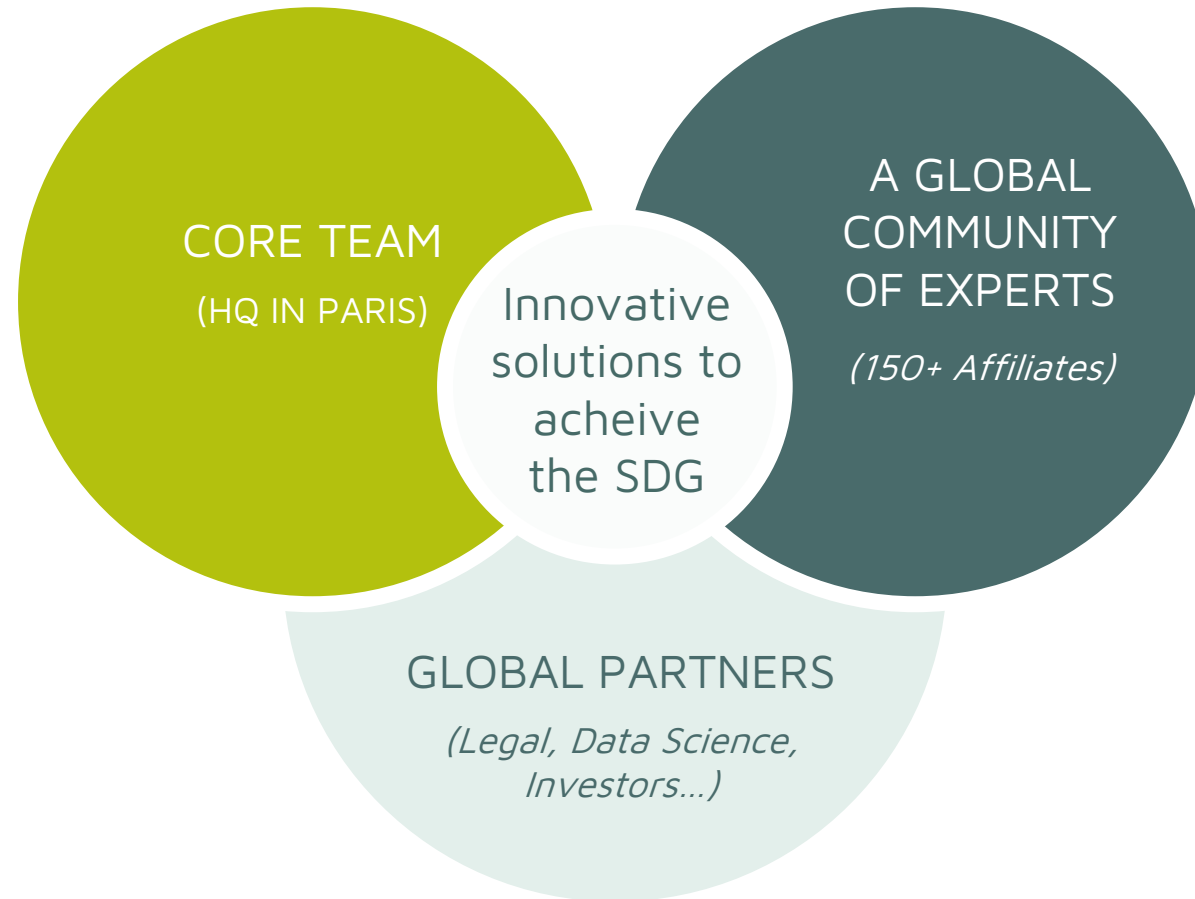 CORE TEAM
(HQ IN PARIS)
A GLOBAL
COMMUNITY
OF EXPERTS
(150+ Affiliates)
Innovative
solutions to
acheive
the SDG
GLOBAL PARTNERS
(Legal, Data Science,
Investors...)